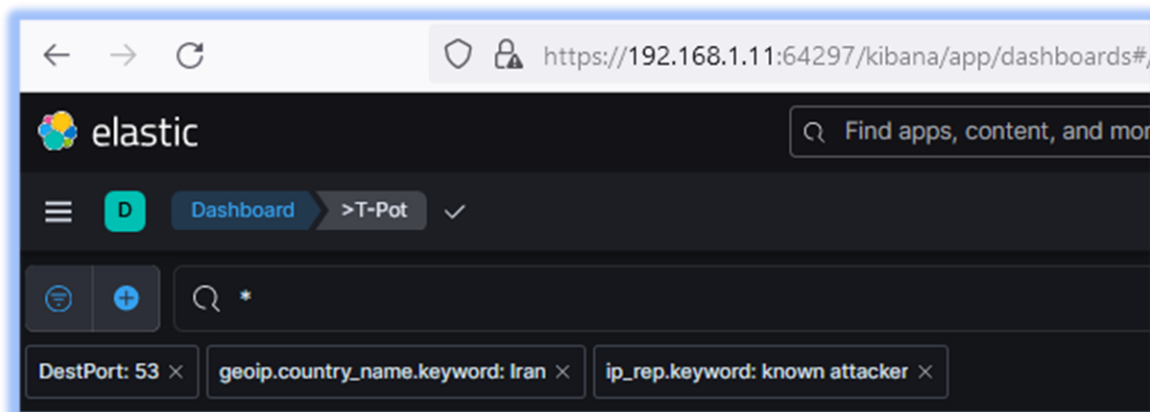 https://192.168.1.11:64297/kibana/app/dashboards#/
elastic
Find apps, content, and mor
D Dashboard >T-Pot
*
DestPort: 53 × geoip.country_name.keyword: Iran × ip_rep.keyword: known attacker ×